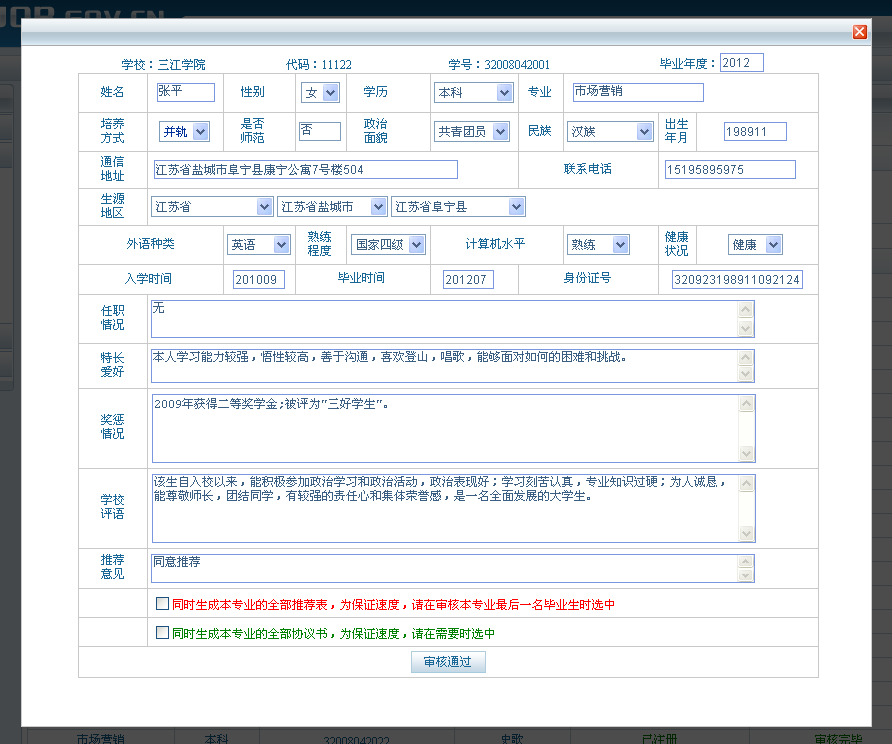 JOB.GOV.CN
学校：三江学院 代码：11122 学号：32008042001 毕业年度：2012
姓名 张平 性别 女 学历 本科 专业 市场营销
培养方式 并轨 是否师范 否 政治面貌 共青团员 民族 汉族 出生年月 198911
通信地址 江苏省盐城市阜宁县康宁公寓7号楼504 联系电话 15195895975
生源地区 江苏省 江苏省盐城市 江苏省阜宁县
外语种类 英语 熟练程度 国家四级 计算机水平 熟练 健康状况 健康
入学时间 201009 毕业时间 201207 身份证号 320923198911092124
任职情况 无
特长爱好 本人学习能力较强，悟性较高，善于沟通，喜欢登山，唱歌，能够面对如何的困难和挑战。
奖惩情况 2009年获得二等奖学金;被评为"三好学生"。
学校评语 该生自入校以来，能积极参加政治学习和政治活动，政治表现好；学习刻苦认真，专业知识过硬；为人诚恳，
能尊敬师长，团结同学，有较强的责任心和集体荣誉感，是一名全面发展的大学生。
推荐意见 同意推荐
同时生成本专业的全部推荐表，为保证速度，请在审核本专业最后一名毕业生时选中
同时生成本专业的全部协议书，为保证速度，请在需要时选中
审核通过
市场营销 本科 32008042022 史歌 已注册 审核完毕